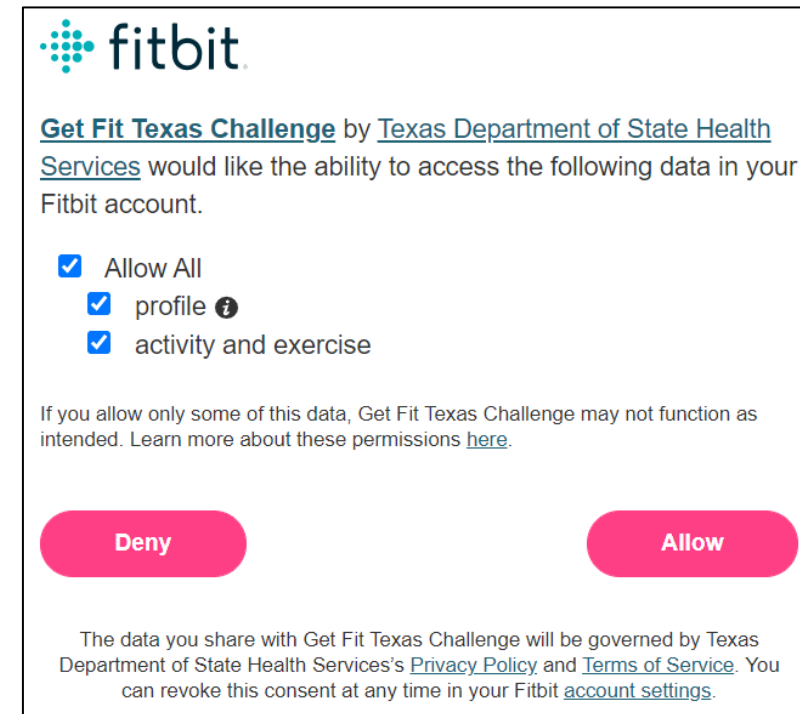 fitbit.
Get Fit Texas Challenge by Texas Department of State Health
Services would like the ability to access the following data in your
Fitbit account.
Allow All
profile
activity and exercise
If you allow only some of this data, Get Fit Texas Challenge may not function as
intended. Learn more about these permissions here.
Deny
Allow
The data you share with Get Fit Texas Challenge will be governed by Texas
Department of State Health Services's Privacy Policy and Terms of Service. You
can revoke this consent at any time in your Fitbit account settings.